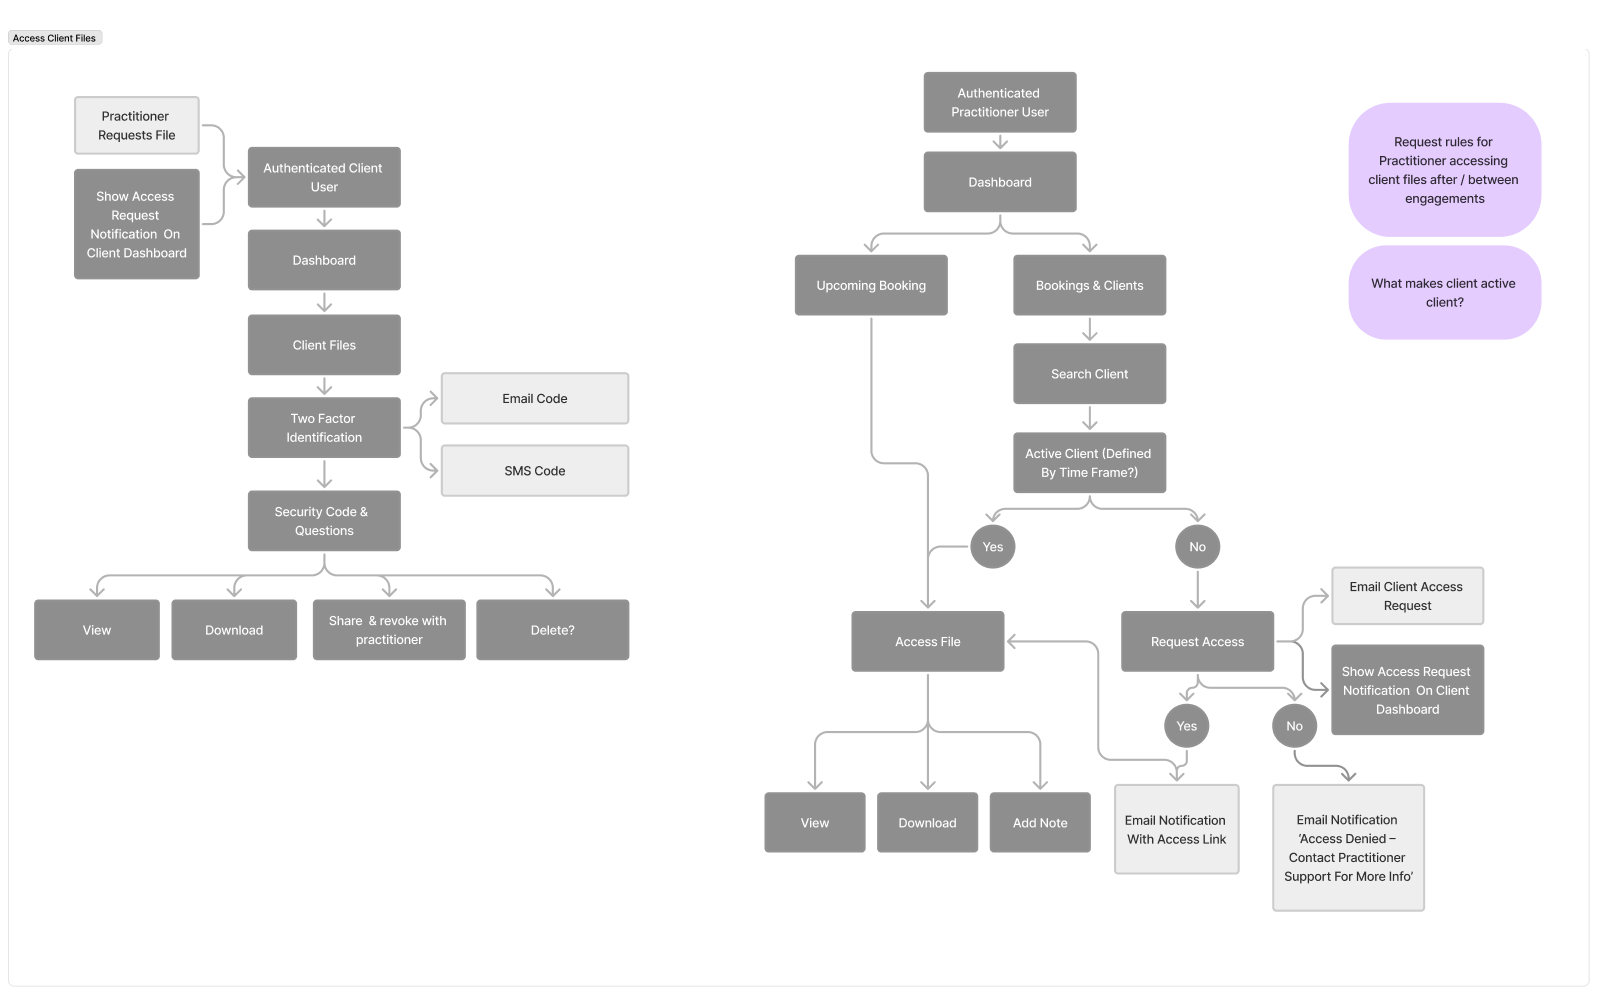 Access Client Files
Practitioner
Requests File
Show Access
Request
Notification On
Client Dashboard
Authenticated Client
User
Dashboard
Client Files
Two Factor
Identification
Email Code
SMS Code
Security Code &
Questions
View
Download
Share & revoke with
practitioner
Delete?
Authenticated
Practitioner User
Dashboard
Upcoming Booking
Bookings & Clients
Search Client
Active Client (Defined
By Time Frame?)
Yes
No
Access File
Request Access
Email Client Access
Request
Show Access Request
Notification On Client
Dashboard
Yes
No
View
Download
Add Note
Email Notification
With Access Link
Email Notification
‘Access Denied –
Contact Practitioner
Support For More Info’
Request rules for
Practitioner accessing
client files after / between
engagements
What makes client active
client?